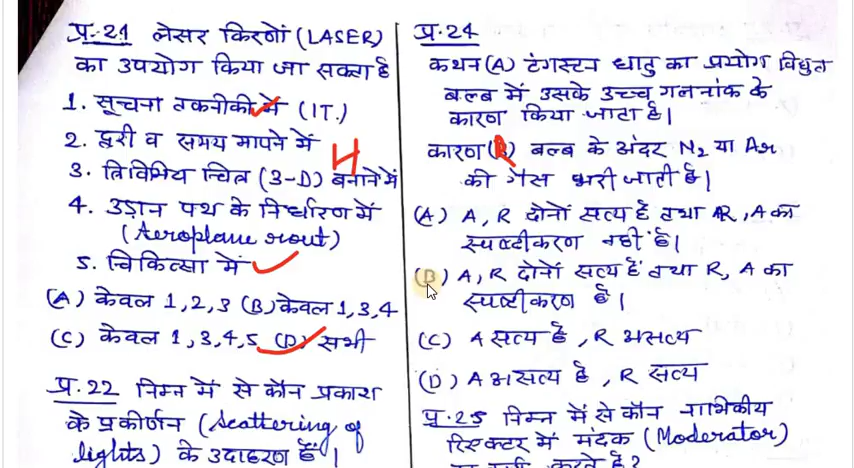 प्र.21 लेसर किरणों (LASER)
का उपयोग किया जा सकता है
1. सूचना तकनीकी में (IT.)
2. दूरी व समय मापने में
H
3. त्रिविमिय चित्र (3-D) बनाने में
4. उड़ान पथ के निर्धारण में
(Aeroplane rout)
5. चिकित्सा में
(A) केवल 1,2,3 (B) केवल 1,3,4
(C) केवल 1,3,4,5 (D) सभी
प्र.22 निम्न में से कौन प्रकाश
के प्रकीर्णन (Scattering of
lights) के उदाहरण हैं।
प्र.24
कथन (A) टंगस्टन धातु का प्रयोग विद्युत
बल्ब में उसके उच्च गलनांक के
कारण किया जाता है।
कारण (R) बल्ब के अंदर N2 या Ar
की गैस भरी जाती है।
(A) A, R दोनों सत्य है तथा R, A का
स्पष्टीकरण नहीं है।
(B) A, R दोनों सत्य हैं तथा R, A का
स्पष्टीकरण है।
(C) A सत्य है, R असत्य
(D) A असत्य है, R सत्य
प्र.25 निम्न में से कौन नाभिकीय
रिएक्टर में मंदक (Moderator)